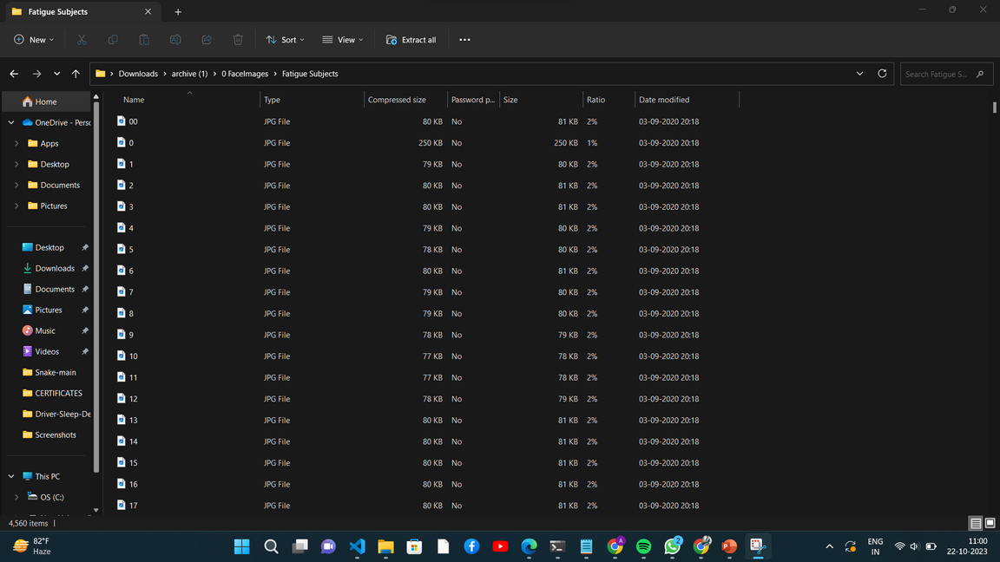 Fatigue Subjects
New
Sort
View
Extract all
Downloads > archive (1) > 0 FaceImages > Fatigue Subjects
Search Fatigue S...
Home
OneDrive - Perso
Apps
Desktop
Documents
Pictures
Desktop
Downloads
Documents
Pictures
Music
Videos
Snake-main
CERTIFICATES
Driver-Sleep-De
Screenshots
This PC
OS (C:)
Name Type Compressed size Password p... Size Ratio Date modified
00 JPG File 80 KB No 81 KB 2% 03-09-2020 20:18
0 JPG File 250 KB No 250 KB 1% 03-09-2020 20:18
1 JPG File 79 KB No 80 KB 2% 03-09-2020 20:18
2 JPG File 80 KB No 81 KB 2% 03-09-2020 20:18
3 JPG File 80 KB No 81 KB 2% 03-09-2020 20:18
4 JPG File 79 KB No 80 KB 2% 03-09-2020 20:18
5 JPG File 78 KB No 80 KB 2% 03-09-2020 20:18
6 JPG File 80 KB No 81 KB 2% 03-09-2020 20:18
7 JPG File 79 KB No 80 KB 2% 03-09-2020 20:18
8 JPG File 79 KB No 80 KB 2% 03-09-2020 20:18
9 JPG File 78 KB No 79 KB 2% 03-09-2020 20:18
10 JPG File 77 KB No 78 KB 2% 03-09-2020 20:18
11 JPG File 77 KB No 78 KB 2% 03-09-2020 20:18
12 JPG File 78 KB No 79 KB 2% 03-09-2020 20:18
13 JPG File 80 KB No 81 KB 2% 03-09-2020 20:18
14 JPG File 80 KB No 81 KB 2% 03-09-2020 20:18
15 JPG File 80 KB No 81 KB 2% 03-09-2020 20:18
16 JPG File 80 KB No 81 KB 2% 03-09-2020 20:18
17 JPG File 80 KB No 81 KB 2% 03-09-2020 20:18
4,560 items
82°F
Haze
A
2
ENG
IN
11:00
22-10-2023